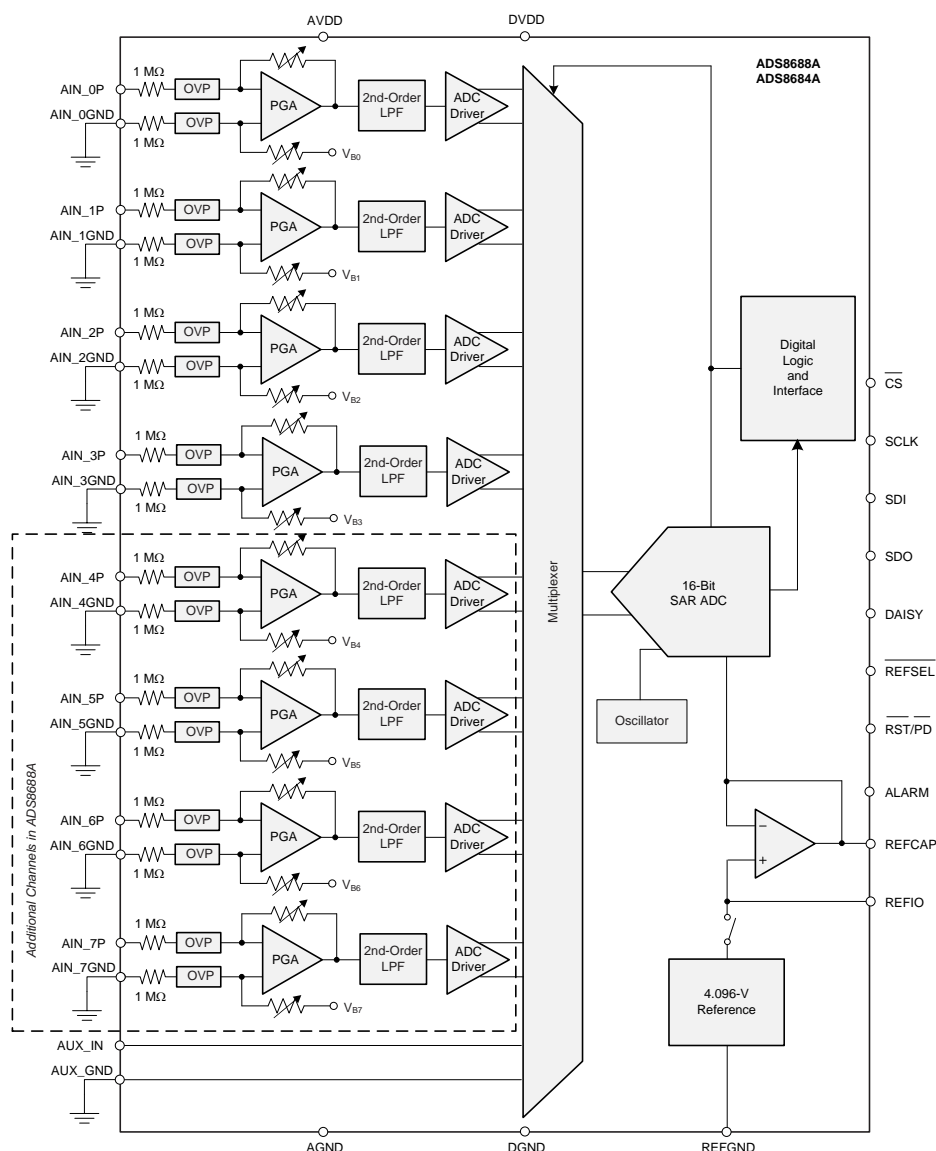 AVDD
DVDD
ADS8688A
ADS8684A
1 MΩ
AIN_0P
OVP
PGA
2nd-Order
LPF
ADC
Driver
AIN_0GND
OVP
1 MΩ
VB0
1 MΩ
AIN_1P
OVP
PGA
2nd-Order
LPF
ADC
Driver
AIN_1GND
OVP
1 MΩ
VB1
1 MΩ
AIN_2P
OVP
PGA
2nd-Order
LPF
ADC
Driver
AIN_2GND
OVP
1 MΩ
VB2
1 MΩ
AIN_3P
OVP
PGA
2nd-Order
LPF
ADC
Driver
AIN_3GND
OVP
1 MΩ
VB3
1 MΩ
AIN_4P
OVP
PGA
2nd-Order
LPF
ADC
Driver
AIN_4GND
OVP
1 MΩ
VB4
1 MΩ
AIN_5P
OVP
PGA
2nd-Order
LPF
ADC
Driver
AIN_5GND
OVP
1 MΩ
VB5
1 MΩ
AIN_6P
OVP
PGA
2nd-Order
LPF
ADC
Driver
AIN_6GND
OVP
1 MΩ
VB6
1 MΩ
AIN_7P
OVP
PGA
2nd-Order
LPF
ADC
Driver
AIN_7GND
OVP
1 MΩ
VB7
Additional Channels in ADS8688A
AUX_IN
AUX_GND
Multiplexer
Digital
Logic
and
Interface
16-Bit
SAR ADC
Oscillator
−
+
4.096-V
Reference
CS
SCLK
SDI
SDO
DAISY
REFSEL
RST/PD
ALARM
REFCAP
REFIO
AGND
DGND
REFGND